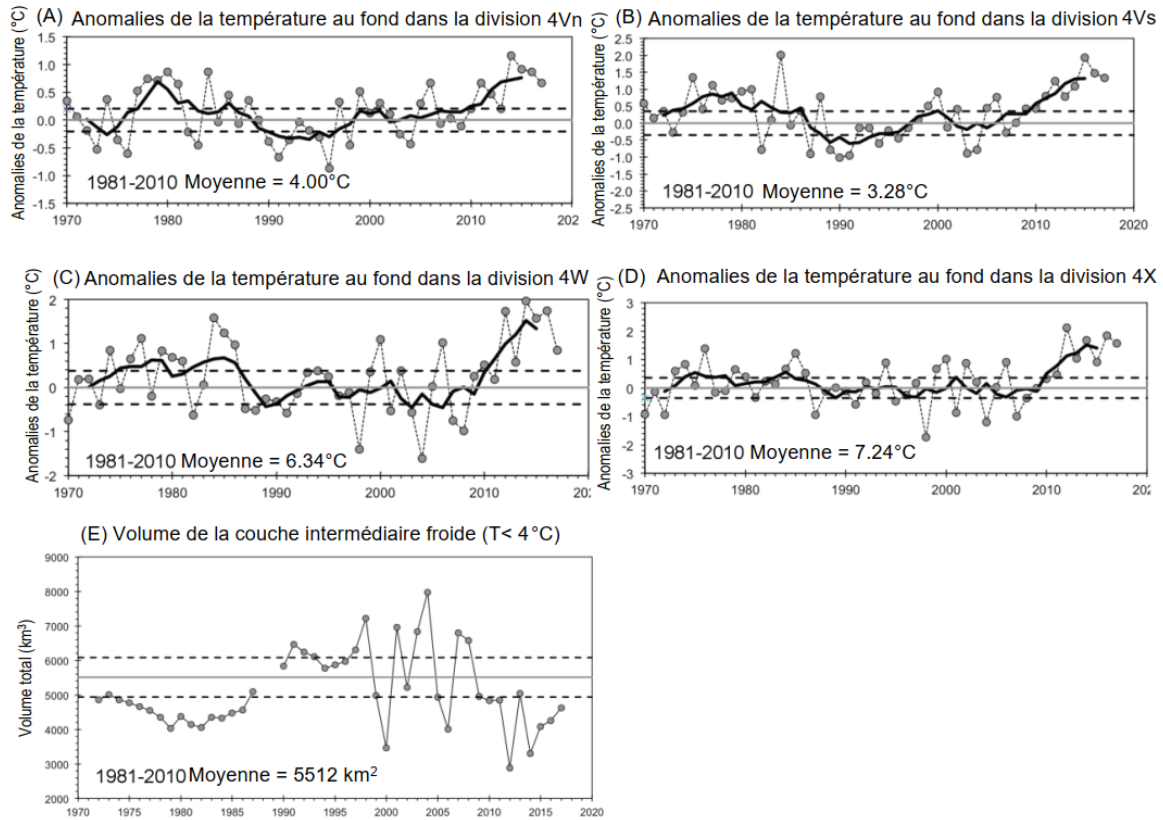 (A) Anomalies de la température au fond dans la division 4Vn
Anomalies de la température (°C)
1.5
1.0
0.5
0.0
-0.5
-1.0
-1.5
1981-2010 Moyenne = 4.00°C
1970 1980 1990 2000 2010 202
(B) Anomalies de la température au fond dans la division 4Vs
Anomalies de la température (°C)
2.5
2.0
1.5
1.0
0.5
0.0
-0.5
-1.0
-1.5
-2.0
-2.5
1981-2010 Moyenne = 3.28°C
1970 1980 1990 2000 2010 2020
(C) Anomalies de la température au fond dans la division 4W
Anomalies de la température (°C)
2
1
0
-1
-2
1981-2010 Moyenne = 6.34°C
1970 1980 1990 2000 2010 202
(D) Anomalies de la température au fond dans la division 4X
Anomalies de la température (°C)
3
2
1
0
-1
-2
-3
1981-2010 Moyenne = 7.24°C
1970 1980 1990 2000 2010 202
(E) Volume de la couche intermédiaire froide (T< 4°C)
Volume total (km³)
9000
8000
7000
6000
5000
4000
3000
2000
1981-2010 Moyenne = 5512 km²
1970 1975 1980 1985 1990 1995 2000 2005 2010 2015 2020